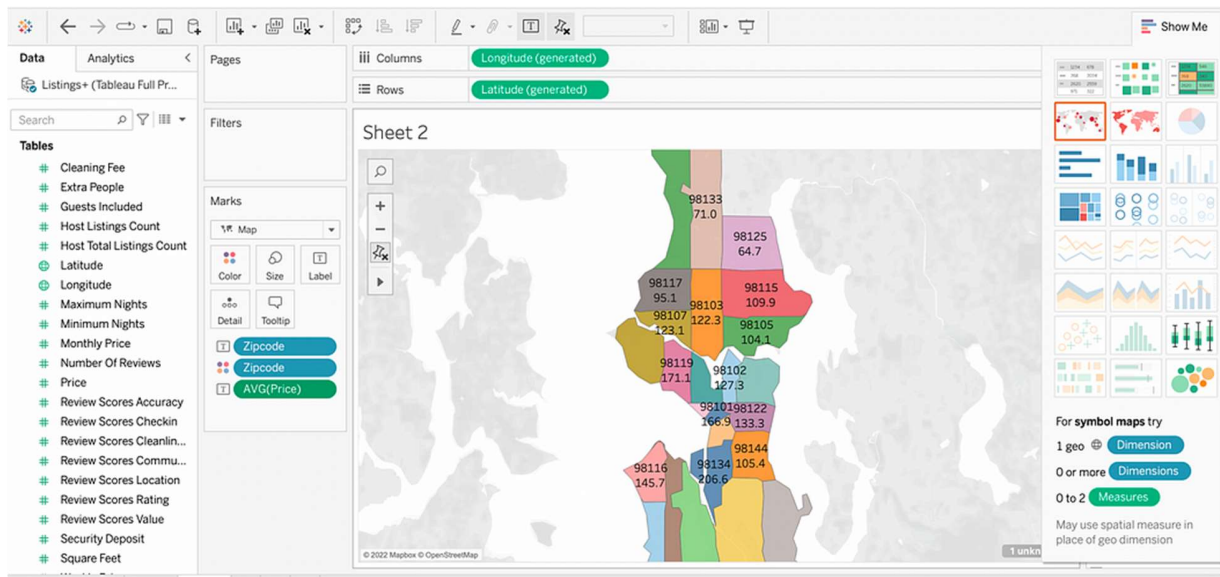 Show Me
Data
Analytics
Listings+ (Tableau Full Pr...
Search
Tables
Cleaning Fee
Extra People
Guests Included
Host Listings Count
Host Total Listings Count
Latitude
Longitude
Maximum Nights
Minimum Nights
Monthly Price
Number Of Reviews
Price
Review Scores Accuracy
Review Scores Checkin
Review Scores Cleanlin...
Review Scores Commu...
Review Scores Location
Review Scores Rating
Review Scores Value
Security Deposit
Square Feet
Pages
Filters
Marks
Map
Color
Size
Label
Detail
Tooltip
Zipcode
Zipcode
AVG(Price)
Columns
Longitude (generated)
Rows
Latitude (generated)
Sheet 2
98133
71.0
98125
64.7
98117
95.1
98115
109.9
98103
122.3
98107
123.1
98105
104.1
98119
171.1
98102
127.3
98101
166.9
98122
133.3
98144
105.4
98116
145.7
98134
206.6
© 2022 Mapbox © OpenStreetMap
1 unkn
For symbol maps try
1 geo Dimension
0 or more Dimensions
0 to 2 Measures
May use spatial measure in
place of geo dimension